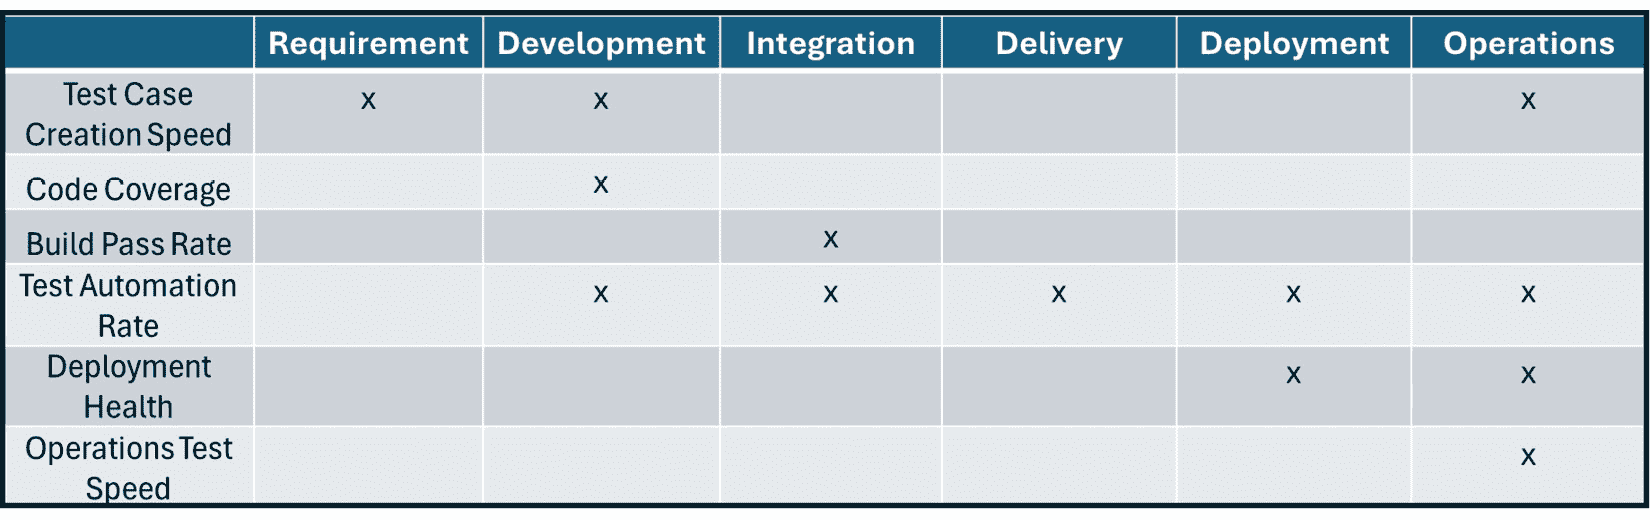 Requirement Development Integration Delivery Deployment Operations
Test Case
Creation Speed x x x
Code Coverage x
Build Pass Rate x
Test Automation
Rate x x x x x
Deployment
Health x x
Operations Test
Speed x